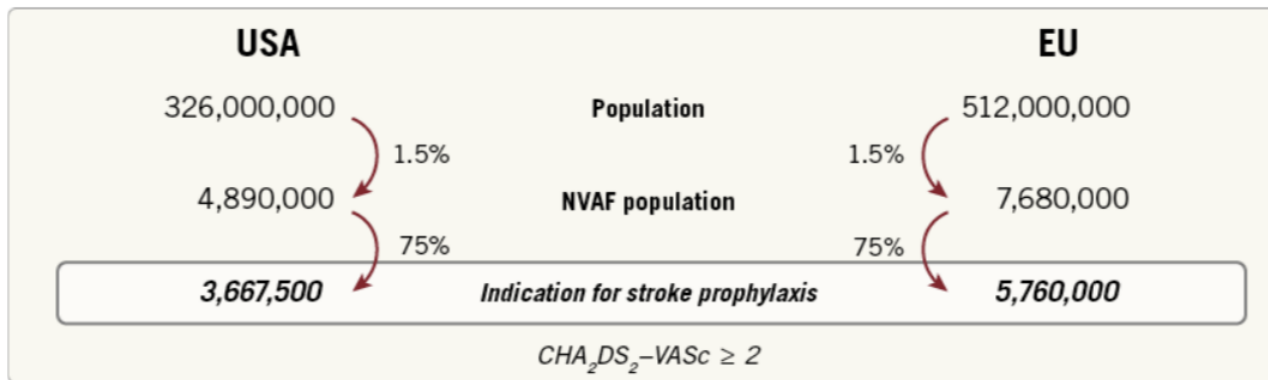 USA EU
326,000,000 Population 512,000,000
1.5% 1.5%
4,890,000 NVAF population 7,680,000
75% 75%
3,667,500 Indication for stroke prophylaxis 5,760,000
CHA₂DS₂–VASc ≥ 2